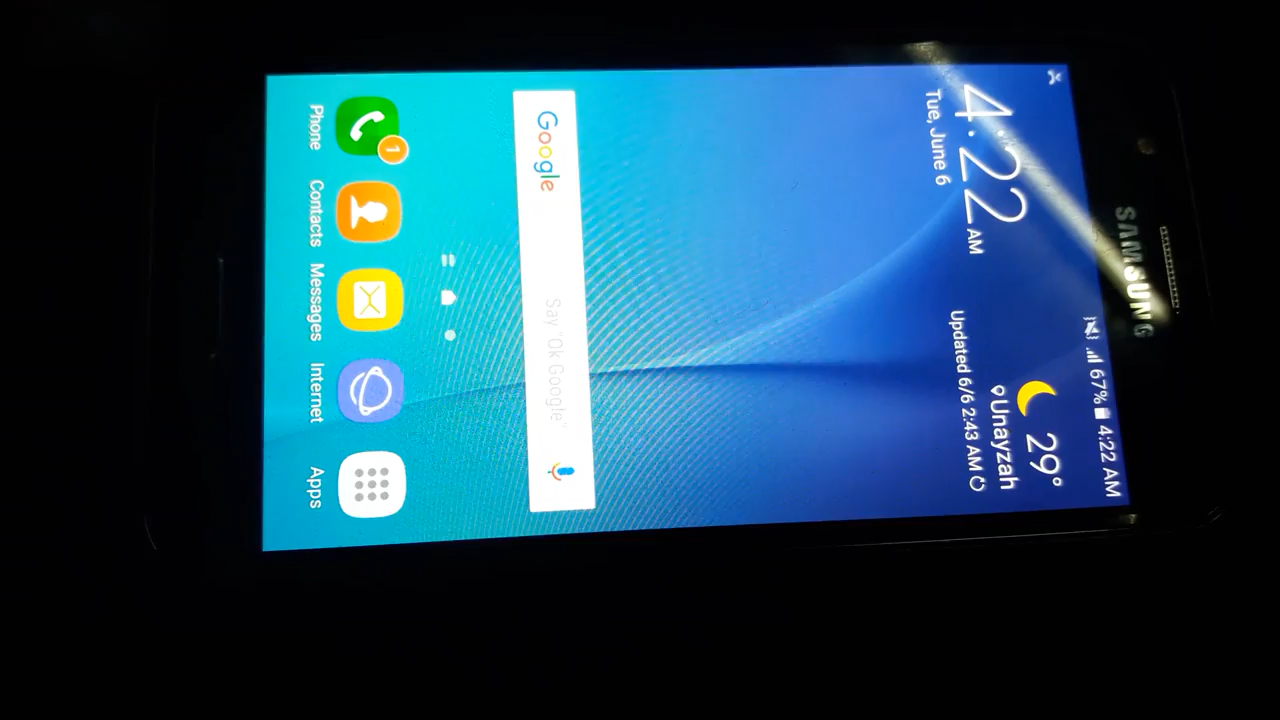 SAMSUNG
67% 4:22 AM
4:22 AM
Tue, June 6
29°
Unayzah
Updated 6/6 2:43 AM
Google
Say "Ok Google"
1
Phone
Contacts
Messages
Internet
Apps